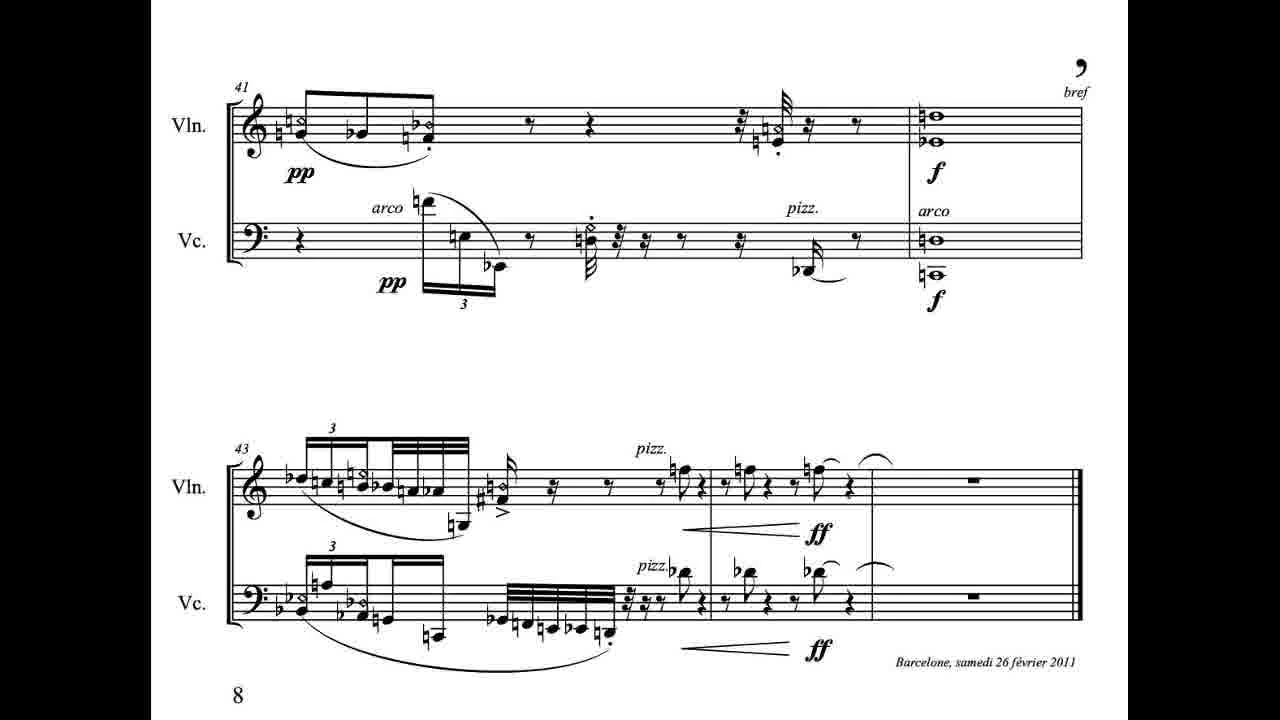 41
bref
Vln.
pp
f
arco
pizz.
arco
Vc.
pp
3
f
3
43
pizz.
Vln.
ff
3
pizz.
Vc.
ff
Barcelone, samedi 26 février 2011
8